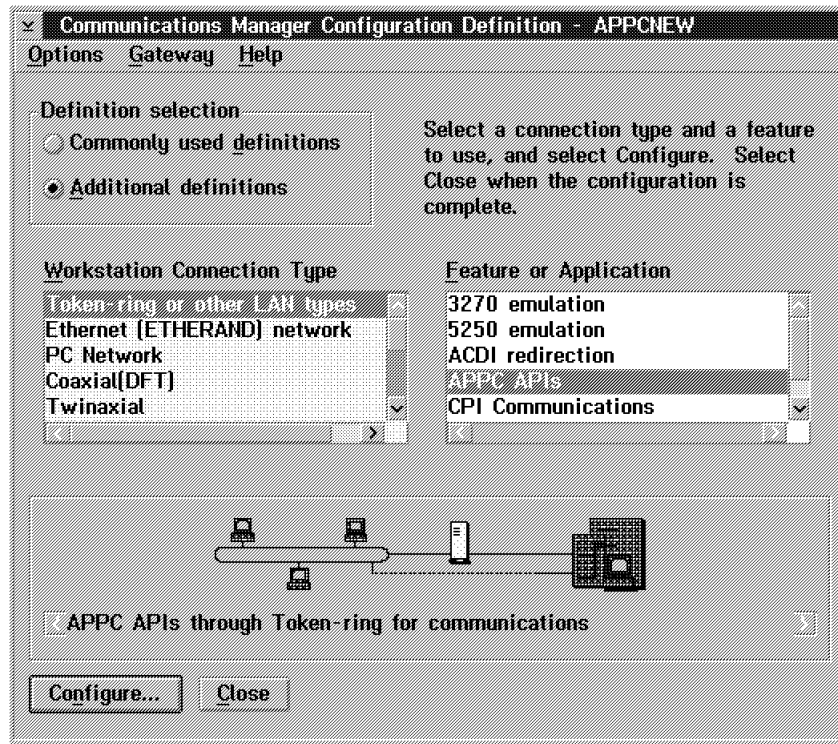 Communications Manager Configuration Definition - APPCNEW
Options Gateway Help
Definition selection
Commonly used definitions
Additional definitions
Select a connection type and a feature
to use, and select Configure. Select
Close when the configuration is
complete.
Workstation Connection Type
Token-ring or other LAN types
Ethernet (ETHERAND) network
PC Network
Coaxial(DFT)
Twinaxial
Feature or Application
3270 emulation
5250 emulation
ACDI redirection
APPC APIs
CPI Communications
APPC APIs through Token-ring for communications
Configure... Close